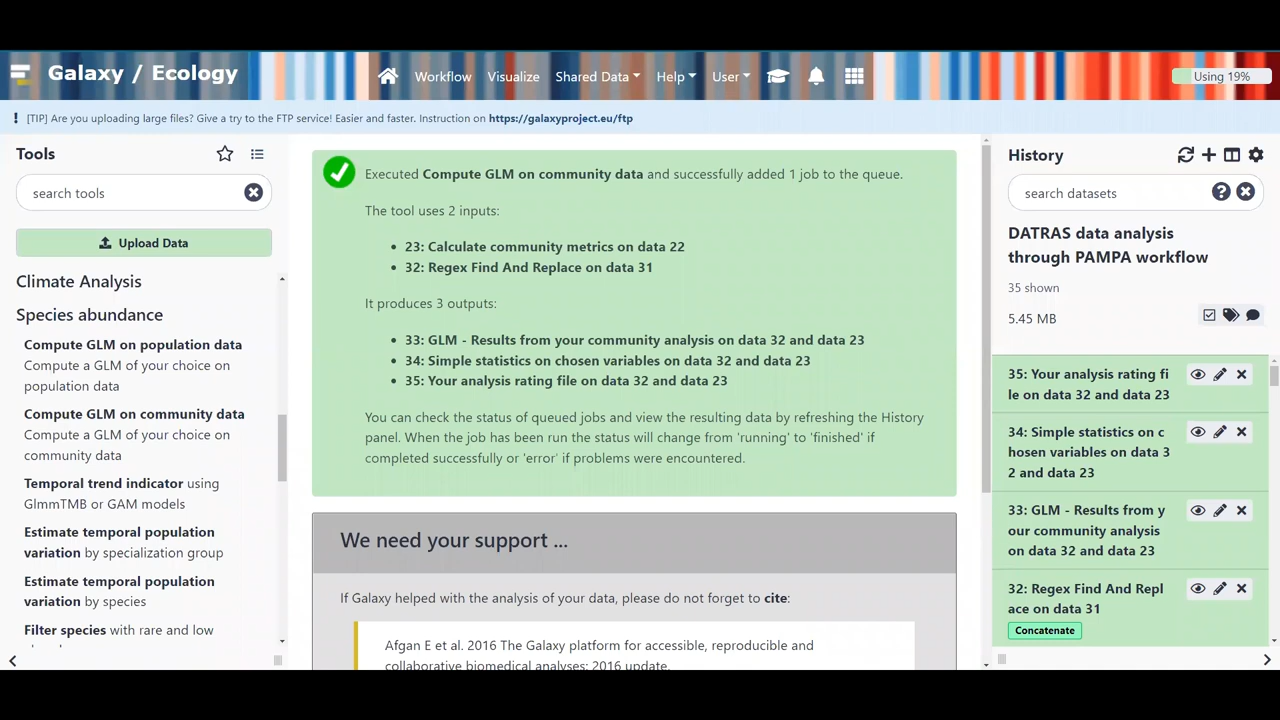 Galaxy / Ecology
Workflow Visualize Shared Data Help User
Using 19%
[TIP] Are you uploading large files? Give a try to the FTP service! Easier and faster. Instruction on https://galaxyproject.eu/ftp
Tools
search tools
Upload Data
Climate Analysis
Species abundance
Compute GLM on population data
Compute a GLM of your choice on
population data
Compute GLM on community data
Compute a GLM of your choice on
community data
Temporal trend indicator using
GlmmTMB or GAM models
Estimate temporal population
variation by specialization group
Estimate temporal population
variation by species
Filter species with rare and low
Executed Compute GLM on community data and successfully added 1 job to the queue.
The tool uses 2 inputs:
• 23: Calculate community metrics on data 22
• 32: Regex Find And Replace on data 31
It produces 3 outputs:
• 33: GLM - Results from your community analysis on data 32 and data 23
• 34: Simple statistics on chosen variables on data 32 and data 23
• 35: Your analysis rating file on data 32 and data 23
You can check the status of queued jobs and view the resulting data by refreshing the History
panel. When the job has been run the status will change from 'running' to 'finished' if
completed successfully or 'error' if problems were encountered.
We need your support ...
If Galaxy helped with the analysis of your data, please do not forget to cite:
Afgan E et al. 2016 The Galaxy platform for accessible, reproducible and
collaborative biomedical analyses: 2016 update.
History
search datasets
DATRAS data analysis
through PAMPA workflow
35 shown
5.45 MB
35: Your analysis rating fi
le on data 32 and data 23
34: Simple statistics on c
hosen variables on data 3
2 and data 23
33: GLM - Results from y
our community analysis
on data 32 and data 23
32: Regex Find And Repl
ace on data 31
Concatenate